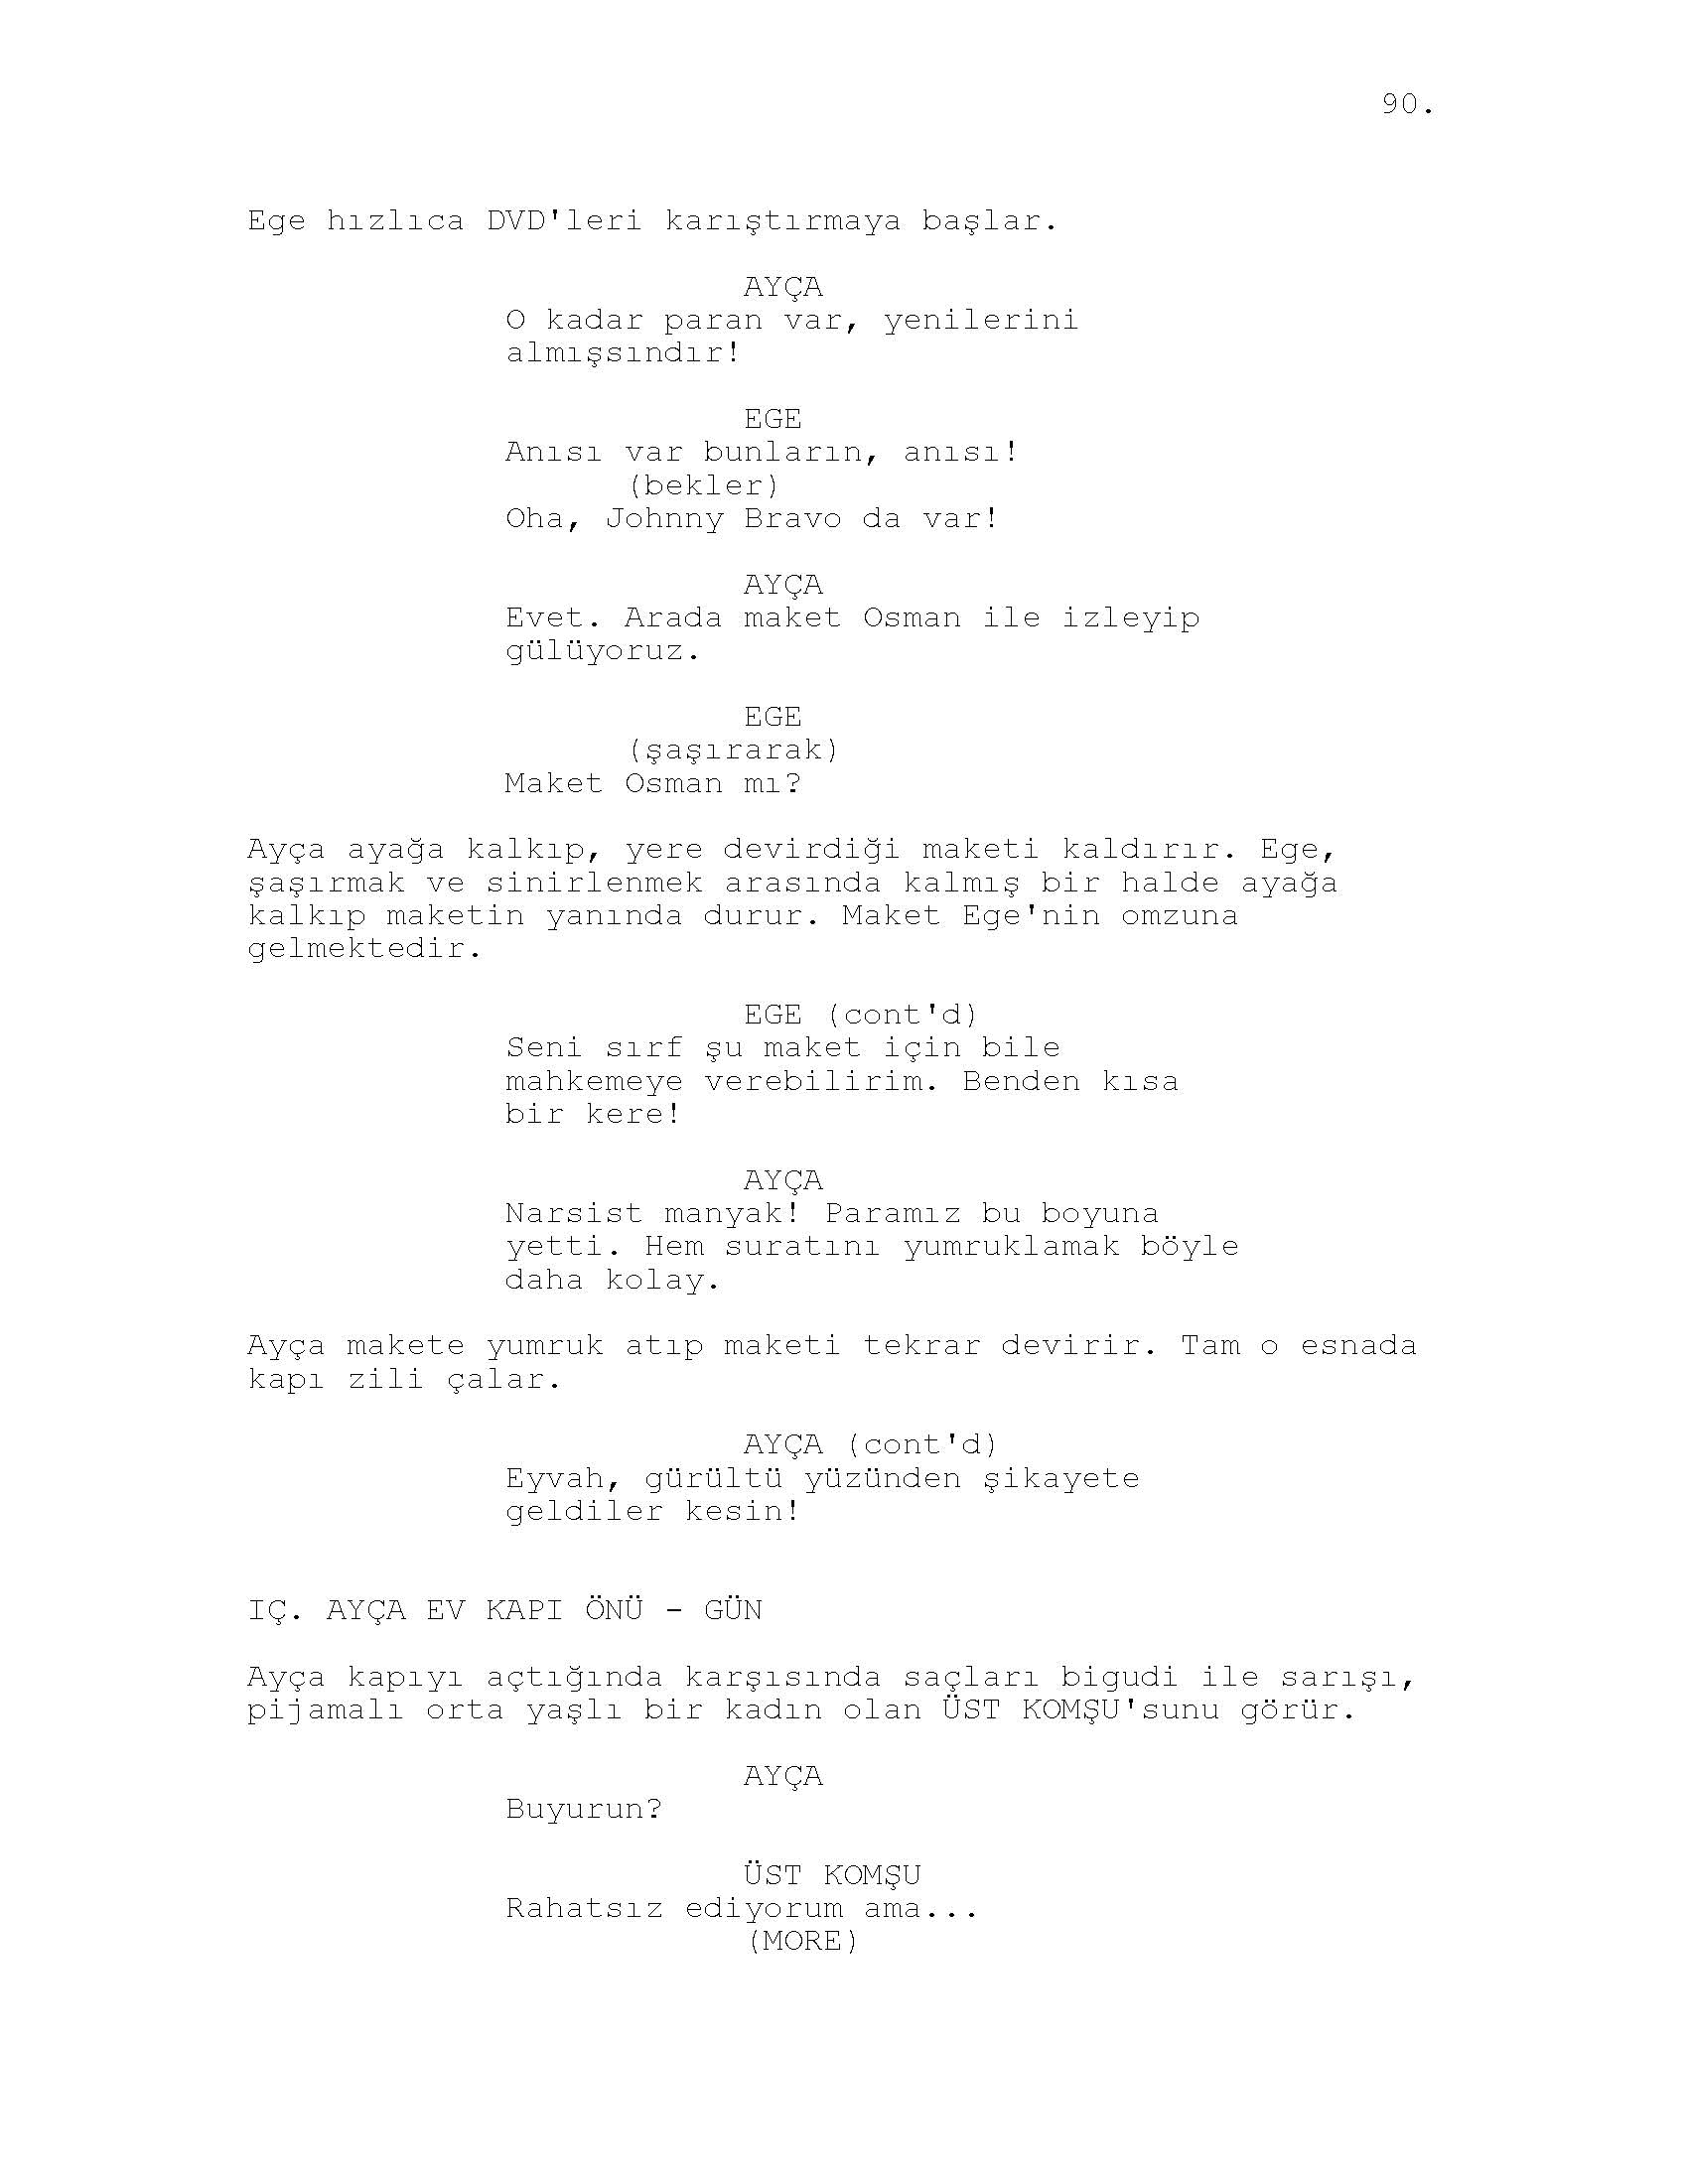 90.
Ege hızlıca DVD'leri karıştırmaya başlar.
AYÇA
O kadar paran var, yenilerini
almışsındır!
EGE
Anısı var bunların, anısı!
(bekler)
Oha, Johnny Bravo da var!
AYÇA
Evet. Arada maket Osman ile izleyip
gülüyoruz.
EGE
(şaşırarak)
Maket Osman mı?
Ayça ayağa kalkıp, yere devirdiği maketi kaldırır. Ege,
şaşırmak ve sinirlenmek arasında kalmış bir halde ayağa
kalkıp maketin yanında durur. Maket Ege'nin omzuna
gelmektedir.
EGE (cont'd)
Seni sırf şu maket için bile
mahkemeye verebilirim. Benden kısa
bir kere!
AYÇA
Narsist manyak! Paramız bu boyuna
yetti. Hem suratını yumruklamak böyle
daha kolay.
Ayça makete yumruk atıp maketi tekrar devirir. Tam o esnada
kapı zili çalar.
AYÇA (cont'd)
Eyvah, gürültü yüzünden şikayete
geldiler kesin!
IÇ. AYÇA EV KAPI ÖNÜ - GÜN
Ayça kapıyı açtığında karşısında saçları bigudi ile sarışı,
pijamalı orta yaşlı bir kadın olan ÜST KOMŞU'sunu görür.
AYÇA
Buyurun?
ÜST KOMŞU
Rahatsız ediyorum ama...
(MORE)